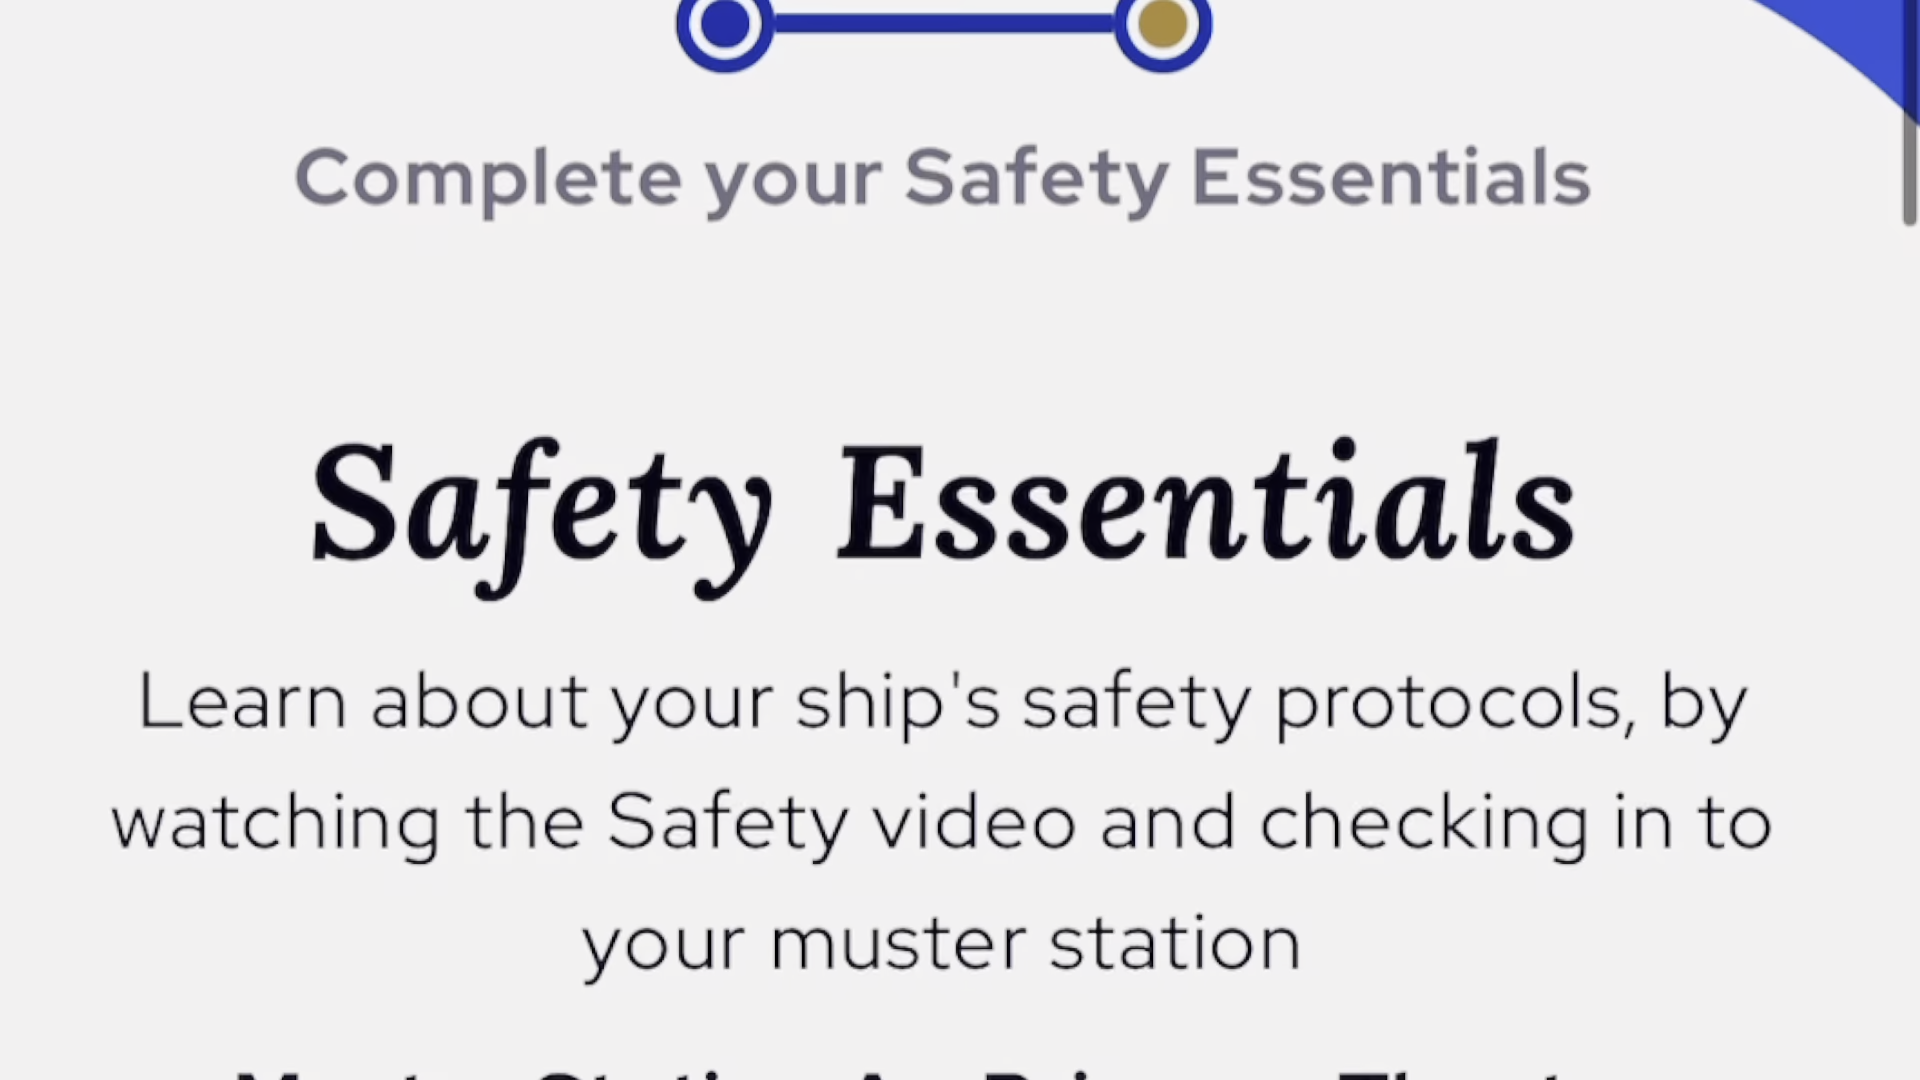 Complete your Safety Essentials
Safety Essentials
Learn about your ship's safety protocols, by
watching the Safety video and checking in to
your muster station